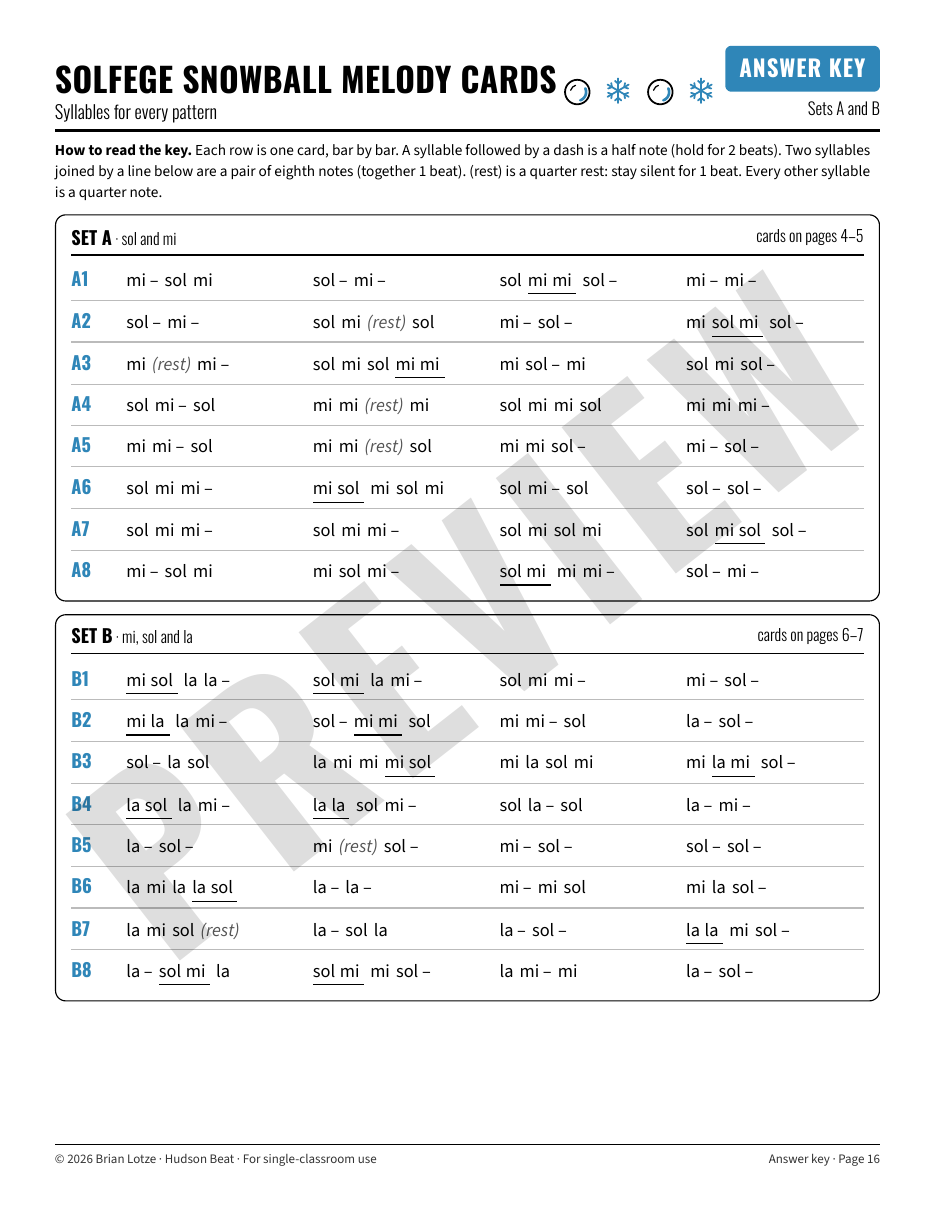 SOLFEGE SNOWBALL MELODY CARDS
ANSWER KEY
Syllables for every pattern
Sets A and B
How to read the key. Each row is one card, bar by bar. A syllable followed by a dash is a half note (hold for 2 beats). Two syllables
joined by a line below are a pair of eighth notes (together 1 beat). (rest) is a quarter rest: stay silent for 1 beat. Every other syllable
is a quarter note.
SET A · sol and mi cards on pages 4–5
A1 mi – sol mi sol – mi – sol mi mi sol – mi – mi –
A2 sol – mi – sol mi (rest) sol mi – sol – mi sol mi sol –
A3 mi (rest) mi – sol mi sol mi mi mi sol – mi sol mi sol –
A4 sol mi – sol mi mi (rest) mi sol mi mi sol mi mi mi –
A5 mi mi – sol mi mi (rest) sol mi mi sol – mi – sol –
A6 sol mi mi – mi sol mi sol mi sol mi – sol sol – sol –
A7 sol mi mi – sol mi mi – sol mi sol mi sol mi sol sol –
A8 mi – sol mi mi sol mi – sol mi mi mi – sol – mi –
SET B · mi, sol and la cards on pages 6–7
B1 mi sol la la – sol mi la mi – sol mi mi – mi – sol –
B2 mi la la mi – sol – mi mi sol mi mi – sol la – sol –
B3 sol – la sol la mi mi mi sol mi la sol mi mi la mi sol –
B4 la sol la mi – la la sol mi – sol la – sol la – mi –
B5 la – sol – mi (rest) sol – mi – sol – sol – sol –
B6 la mi la la sol la – la – mi – mi sol mi la sol –
B7 la mi sol (rest) la – sol la la – sol – la la mi sol –
B8 la – sol mi la sol mi mi sol – la mi – mi la – sol –
PREVIEW
© 2026 Brian Lotze · Hudson Beat · For single-classroom use
Answer key · Page 16